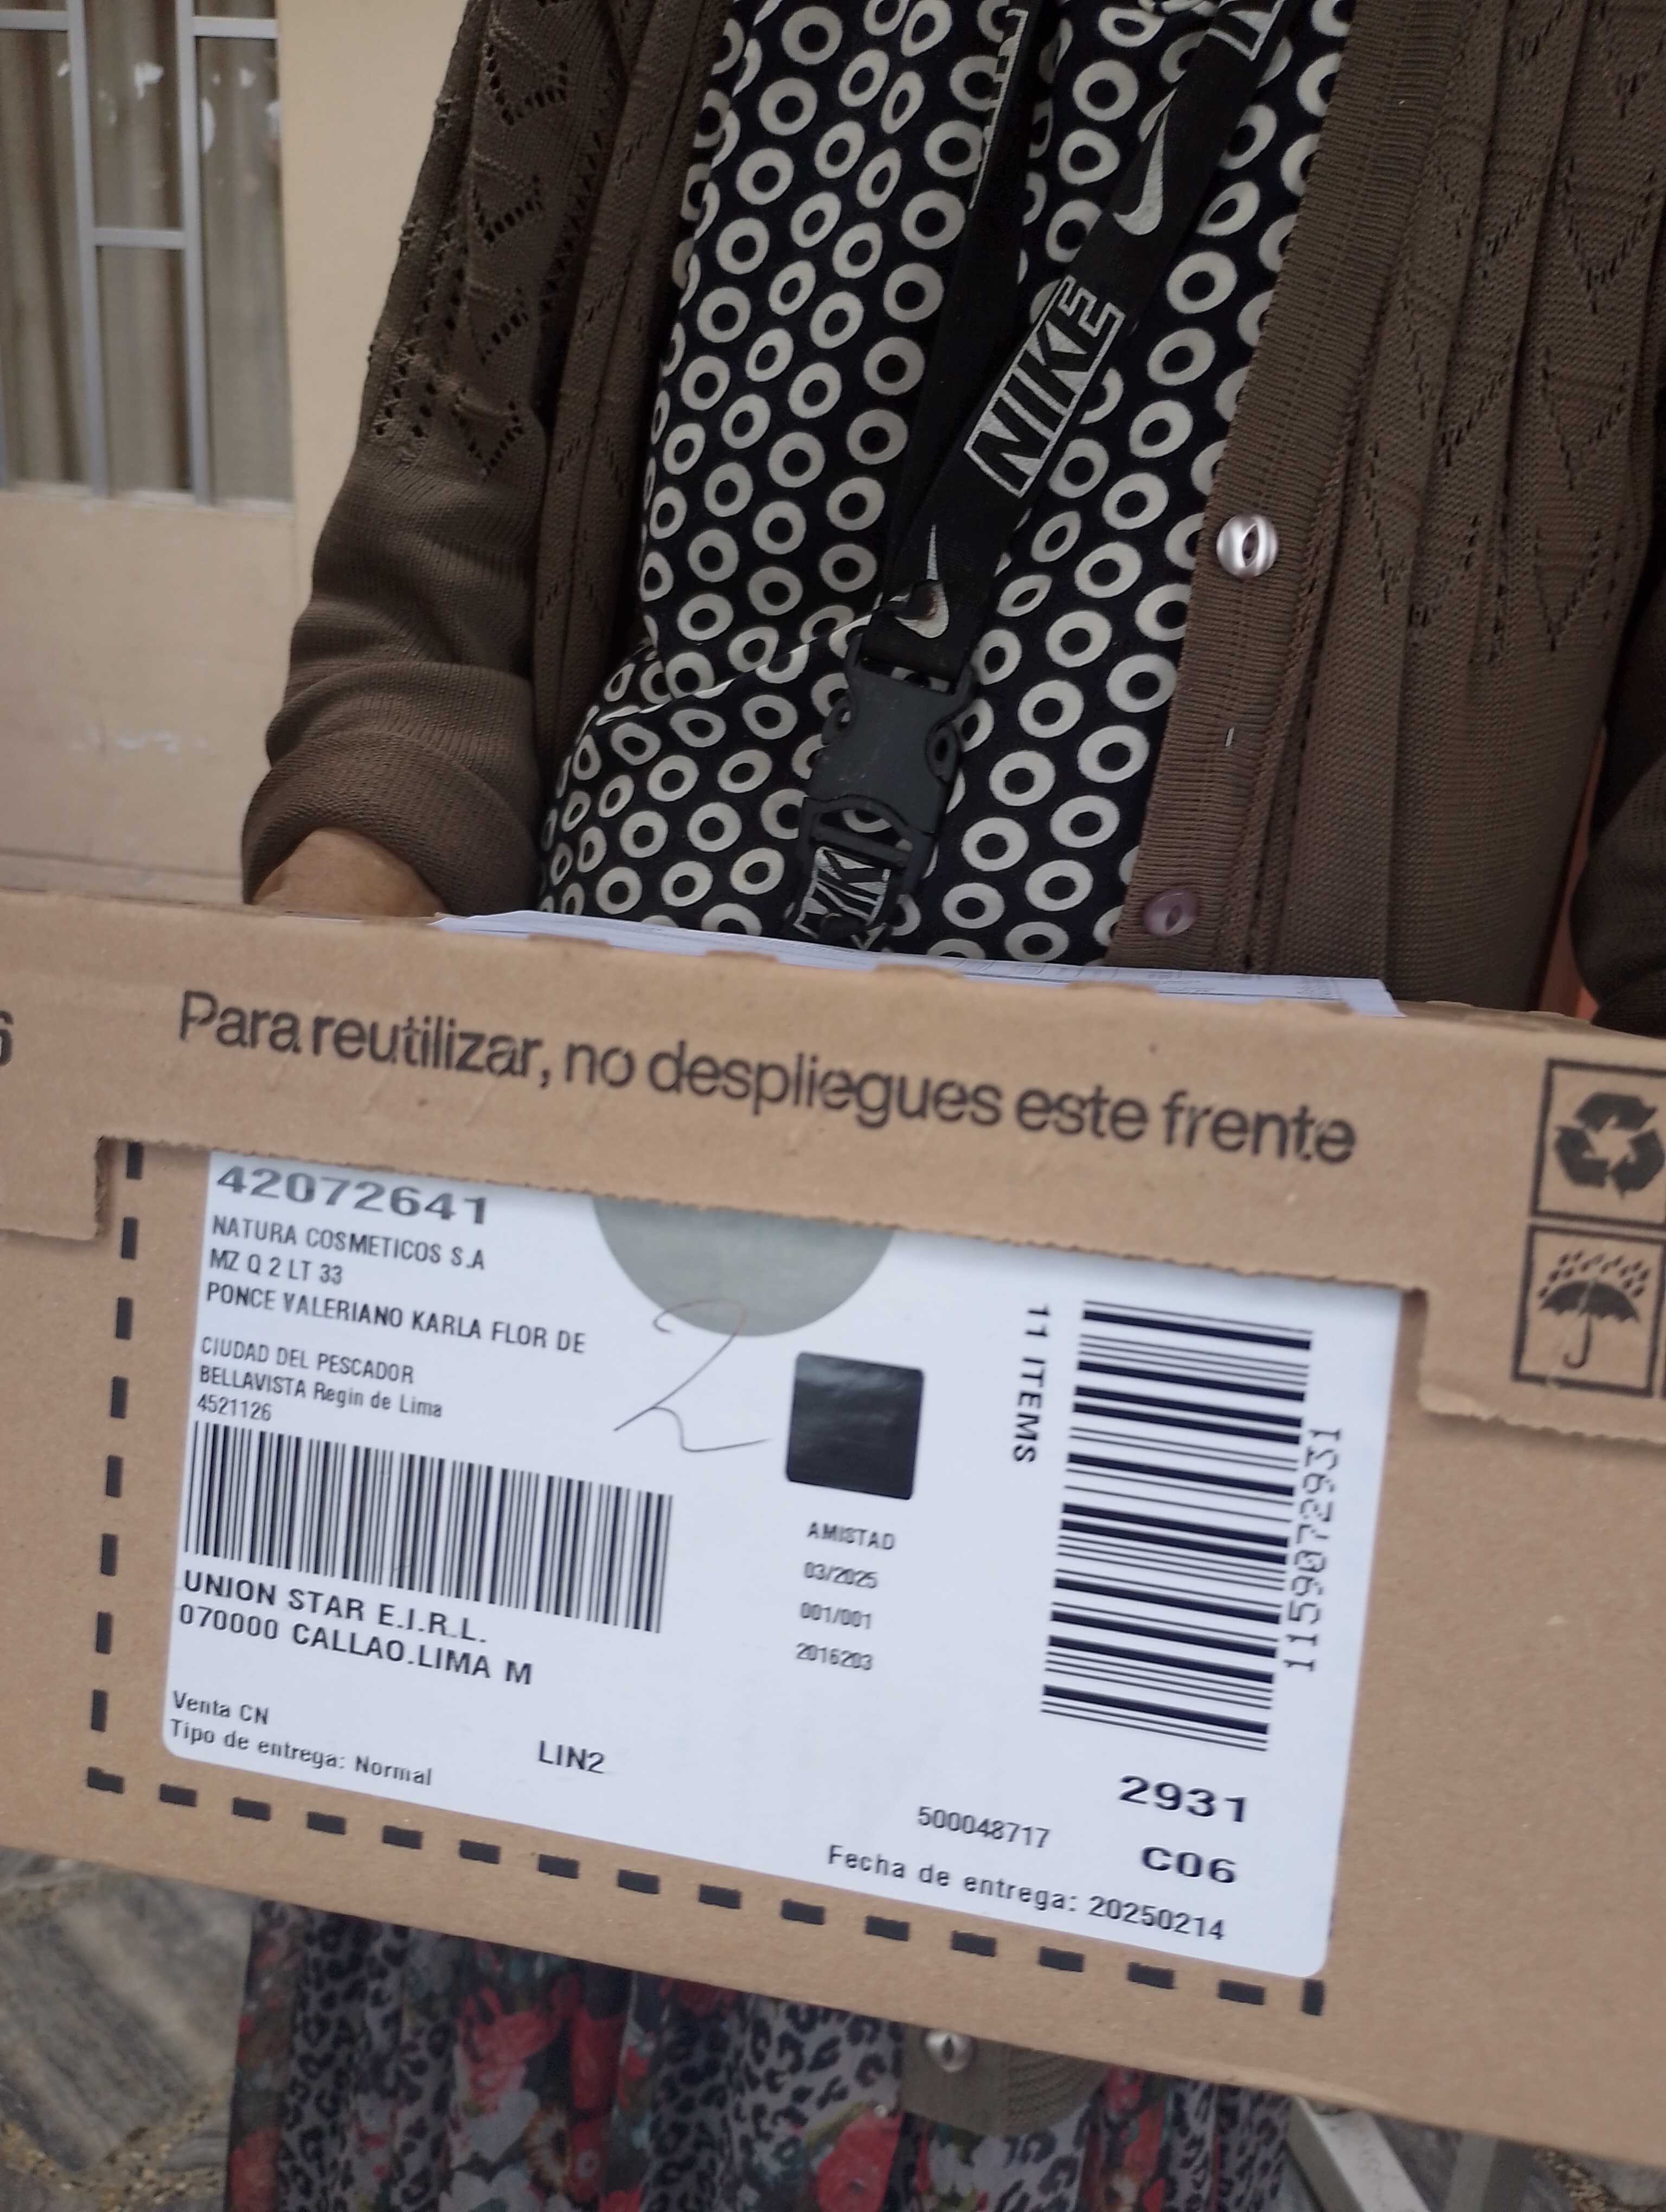 NIKE
Para reutilizar, no despliegues este frente
42072641
NATURA COSMETICOS S.A
MZ Q 2 LT 33
PONCE VALERIANO KARLA FLOR DE
CIUDAD DEL PESCADOR
BELLAVISTA Regin de Lima
4521126
UNION STAR E.I.R.L.
070000 CALLAO.LIMA M
Venta CN
Tipo de entrega: Normal
LIN2
2
AMISTAD
03/2025
001/001
2016203
11 ITEMS
1159072931
2931
500048717
C06
Fecha de entrega: 20250214